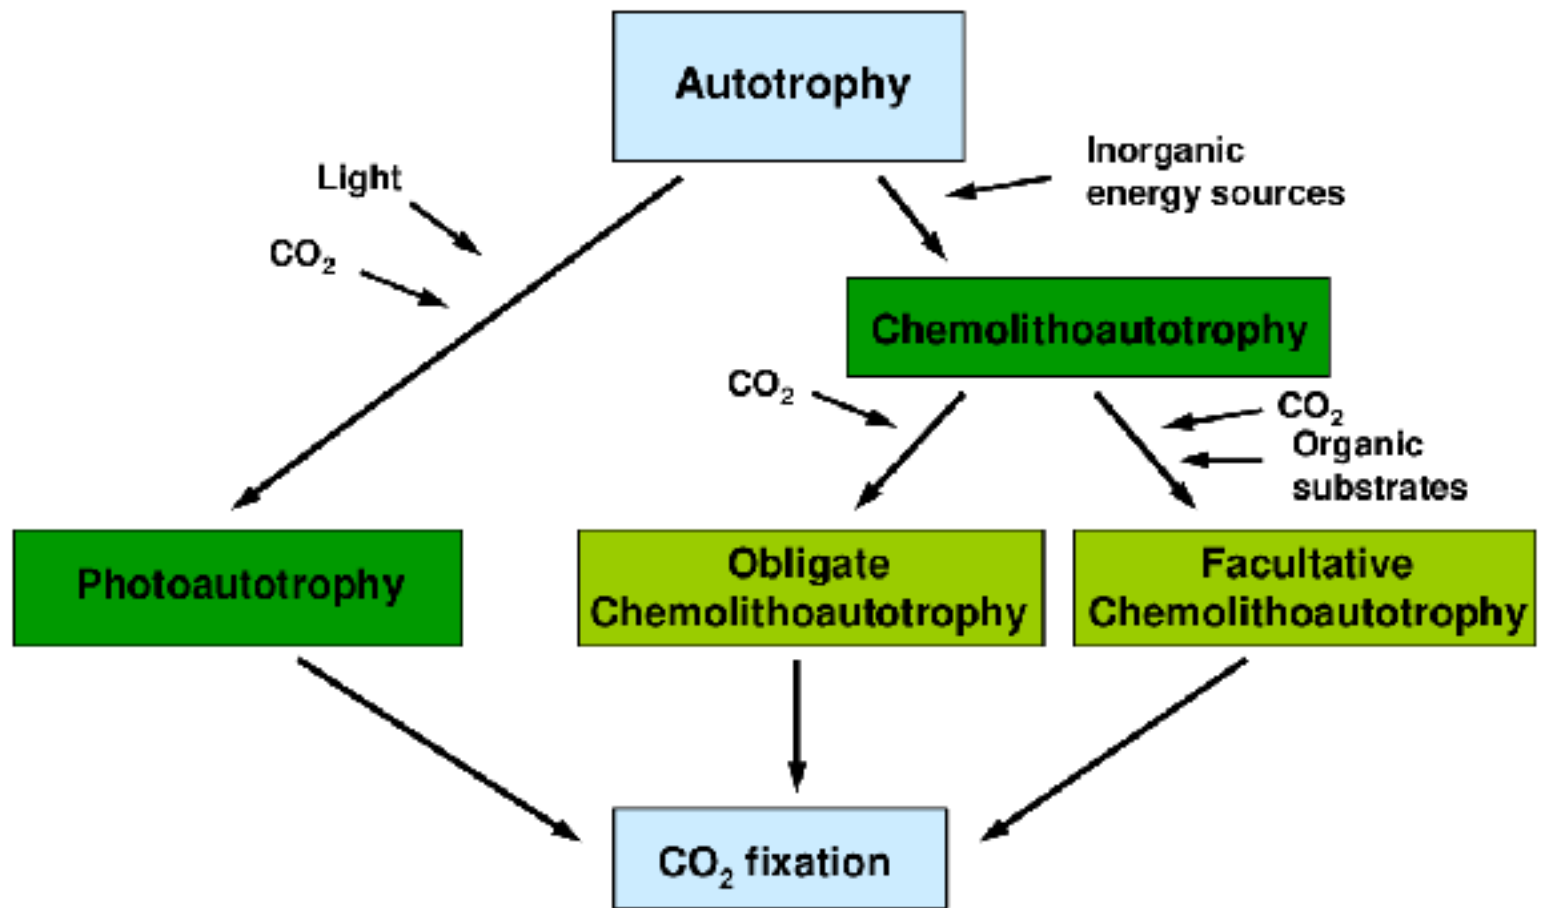 Autotrophy
Light
CO₂
Inorganic
energy sources
Chemolithoautotrophy
CO₂
CO₂
Organic
substrates
Photoautotrophy
Obligate
Chemolithoautotrophy
Facultative
Chemolithoautotrophy
CO₂ fixation